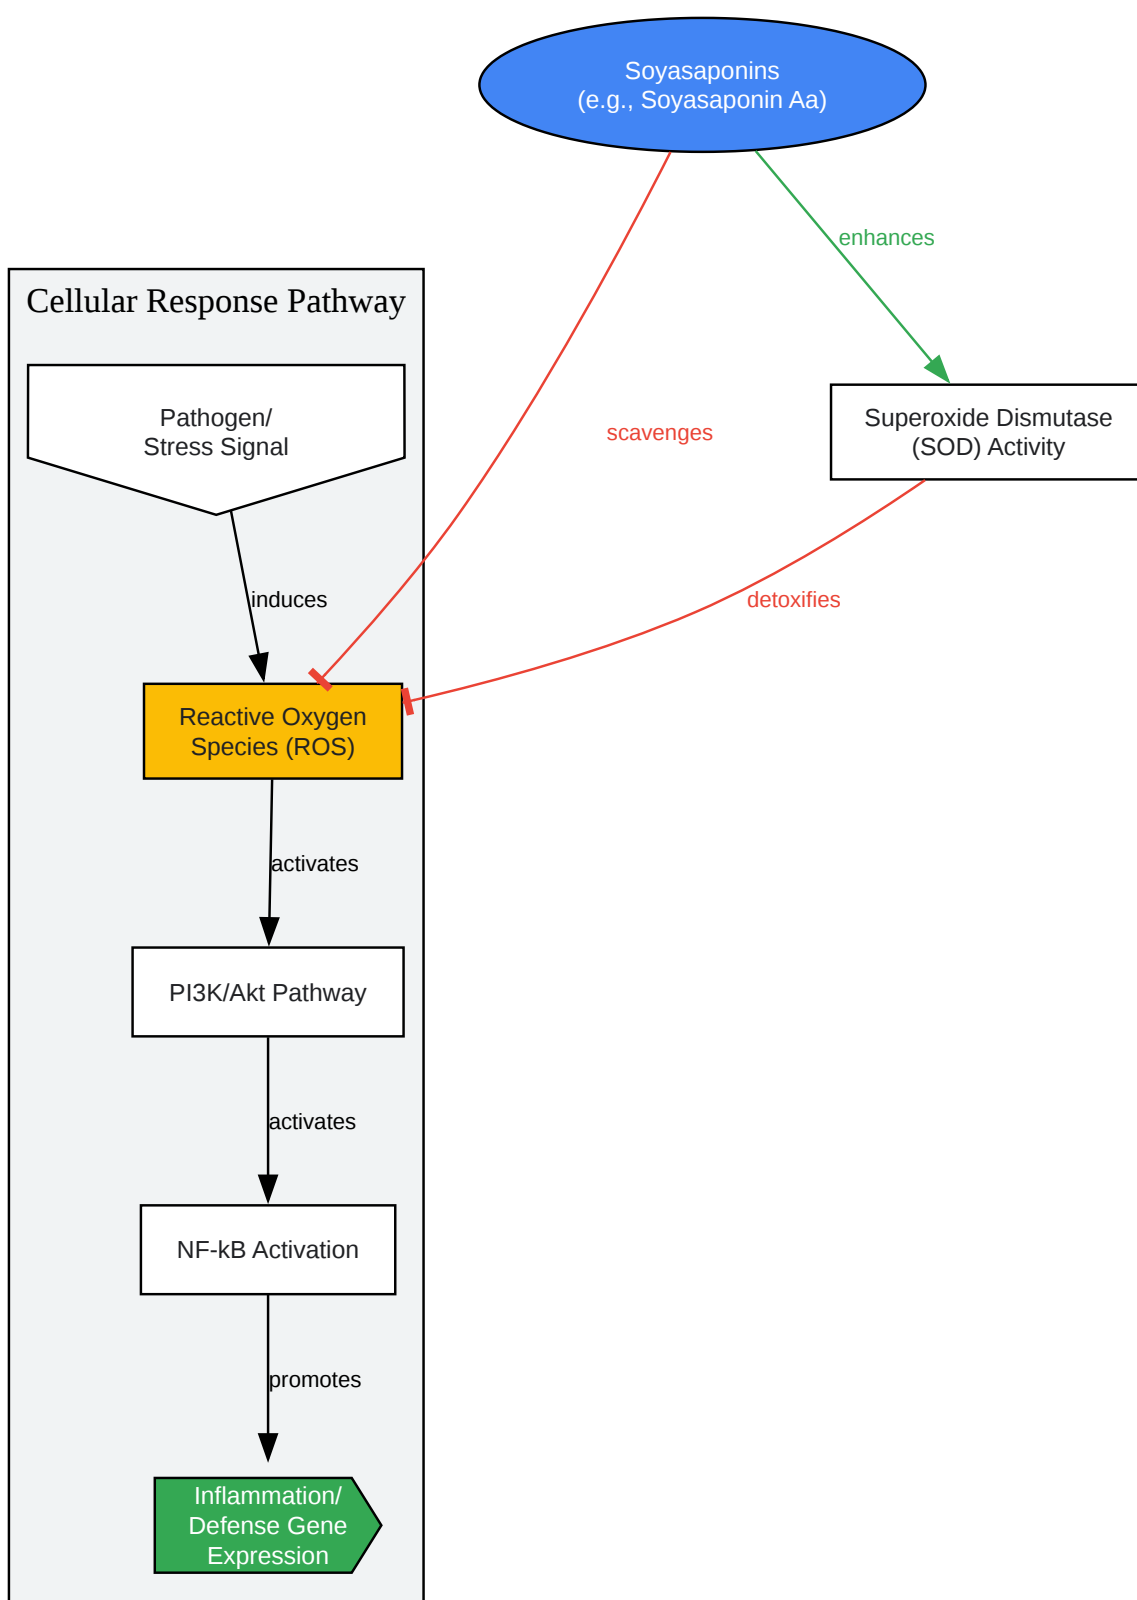 Soyasaponins
(e.g., Soyasaponin Aa)
enhances
Cellular Response Pathway
Pathogen/
Stress Signal
scavenges
Superoxide Dismutase
(SOD) Activity
induces
detoxifies
Reactive Oxygen
Species (ROS)
activates
PI3K/Akt Pathway
activates
NF-kB Activation
promotes
Inflammation/
Defense Gene
Expression